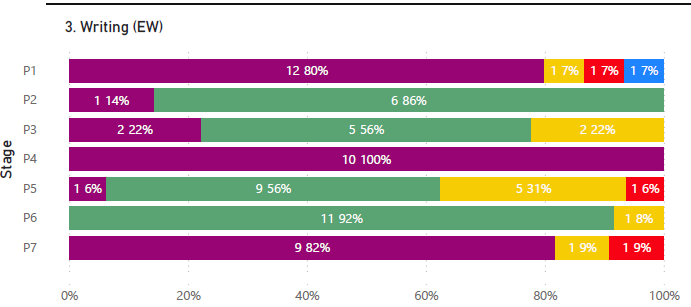 3. Writing (EW)
Stage
P1 12 80% 1 7% 1 7% 1 7%
P2 1 14% 6 86%
P3 2 22% 5 56% 2 22%
P4 10 100%
P5 1 6% 9 56% 5 31% 1 6%
P6 11 92% 1 8%
P7 9 82% 1 9% 1 9%
0% 20% 40% 60% 80% 100%